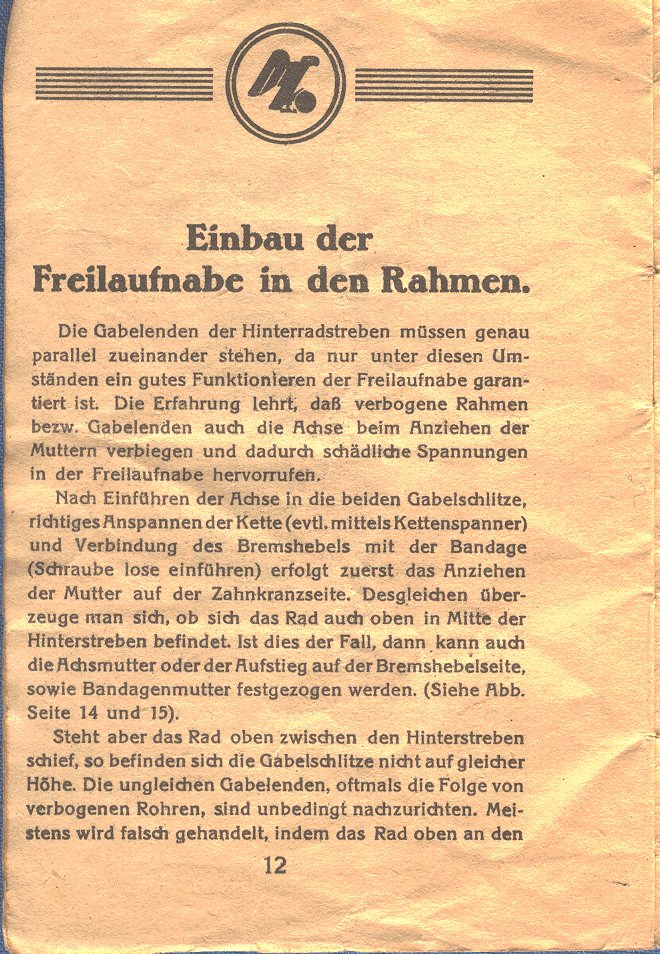 Einbau der
Freilaufnabe in den Rahmen.
Die Gabelenden der Hinterradstreben müssen genau
parallel zueinander stehen, da nur unter diesen Um-
ständen ein gutes Funktionieren der Freilaufnabe garan-
tiert ist. Die Erfahrung lehrt, daß verbogene Rahmen
bezw. Gabelenden auch die Achse beim Anziehen der
Muttern verbiegen und dadurch schädliche Spannungen
in der Freilaufnabe hervorrufen.
Nach Einführen der Achse in die beiden Gabelschlitze,
richtiges Anspannen der Kette (evtl. mittels Kettenspanner)
und Verbindung des Bremshebels mit der Bandage
(Schraube lose einführen) erfolgt zuerst das Anziehen
der Mutter auf der Zahnkranzseite. Desgleichen über-
zeuge man sich, ob sich das Rad auch oben in Mitte der
Hinterstreben befindet. Ist dies der Fall, dann kann auch
die Achsmutter oder der Aufstieg auf der Bremshebelseite,
sowie Bandagenmutter festgezogen werden. (Siehe Abb.
Seite 14 und 15).
Steht aber das Rad oben zwischen den Hinterstreben
schief, so befinden sich die Gabelschlitze nicht auf gleicher
Höhe. Die ungleichen Gabelenden, oftmals die Folge von
verbogenen Rohren, sind unbedingt nachzurichten. Mei-
stens wird falsch gehandelt, indem das Rad oben an den
12